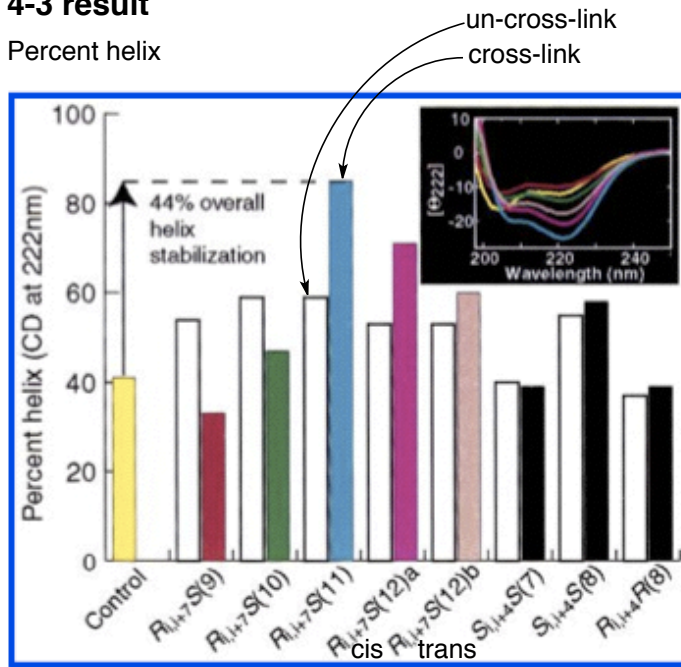 4-3 result
Percent helix
un-cross-link
cross-link
Percent helix (CD at 222nm)
100
80
60
40
20
0
44% overall
helix
stabilization
[Θ222]
10
0
-10
-20
200
220
240
Wavelength (nm)
Control
Ri,i+7S(9)
Ri,i+7S(10)
Ri,i+7S(11)
Ri,i+7S(12)a
Ri,i+7S(12)b
Si,i+4S(7)
Si,i+4S(8)
Ri,i+4R(8)
cis trans